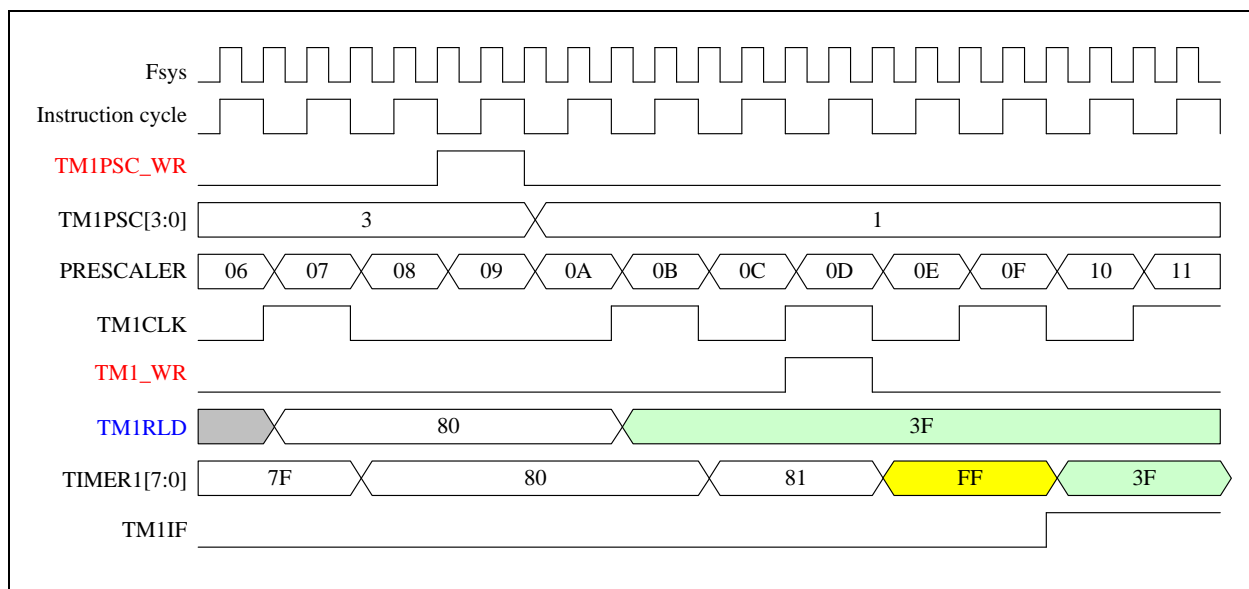 Fsys
Instruction cycle
TM1PSC_WR
TM1PSC[3:0] 3 1
PRESCALER 06 07 08 09 0A 0B 0C 0D 0E 0F 10 11
TM1CLK
TM1_WR
TM1RLD 80 3F
TIMER1[7:0] 7F 80 81 FF 3F
TM1IF